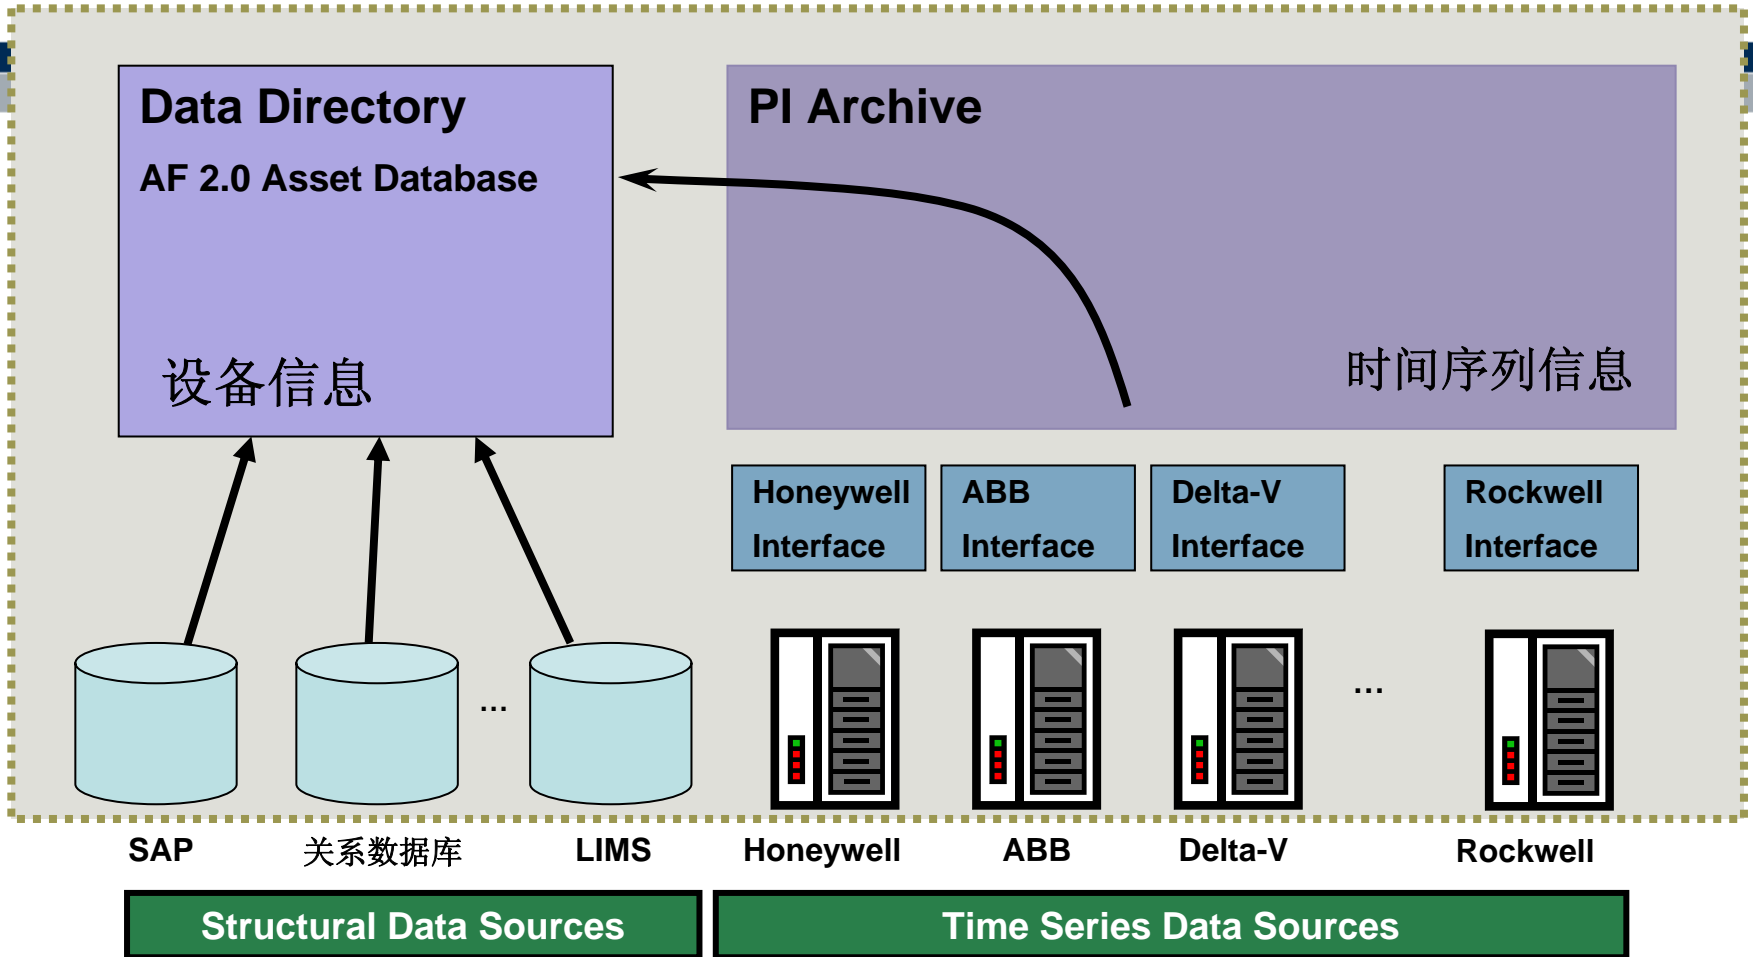 Data Directory
AF 2.0 Asset Database
设备信息
PI Archive
时间序列信息
Honeywell
Interface
ABB
Interface
Delta-V
Interface
Rockwell
Interface
...
...
SAP
关系数据库
LIMS
Honeywell
ABB
Delta-V
Rockwell
Structural Data Sources
Time Series Data Sources